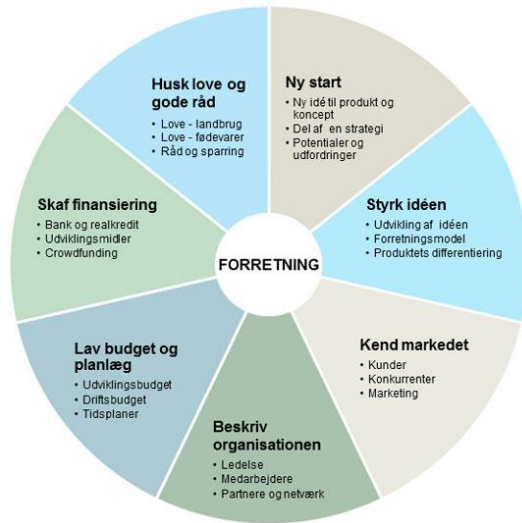 Ny start
• Ny idé til produkt og
koncept
• Del af en strategi
• Potentialer og
udfordringer
Styrk idéen
• Udvikling af idéen
• Forretningsmodel
• Produktets differentiering
Kend markedet
• Kunder
• Konkurrenter
• Marketing
Beskriv
organisationen
• Ledelse
• Medarbejdere
• Partnere og netværk
Lav budget og
planlæg
• Udviklingsbudget
• Driftsbudget
• Tidsplaner
Skaf finansiering
• Bank og realkredit
• Udviklingsmidler
• Crowdfunding
Husk love og
gode råd
• Love - landbrug
• Love - fødevarer
• Råd og sparring
FORRETNING